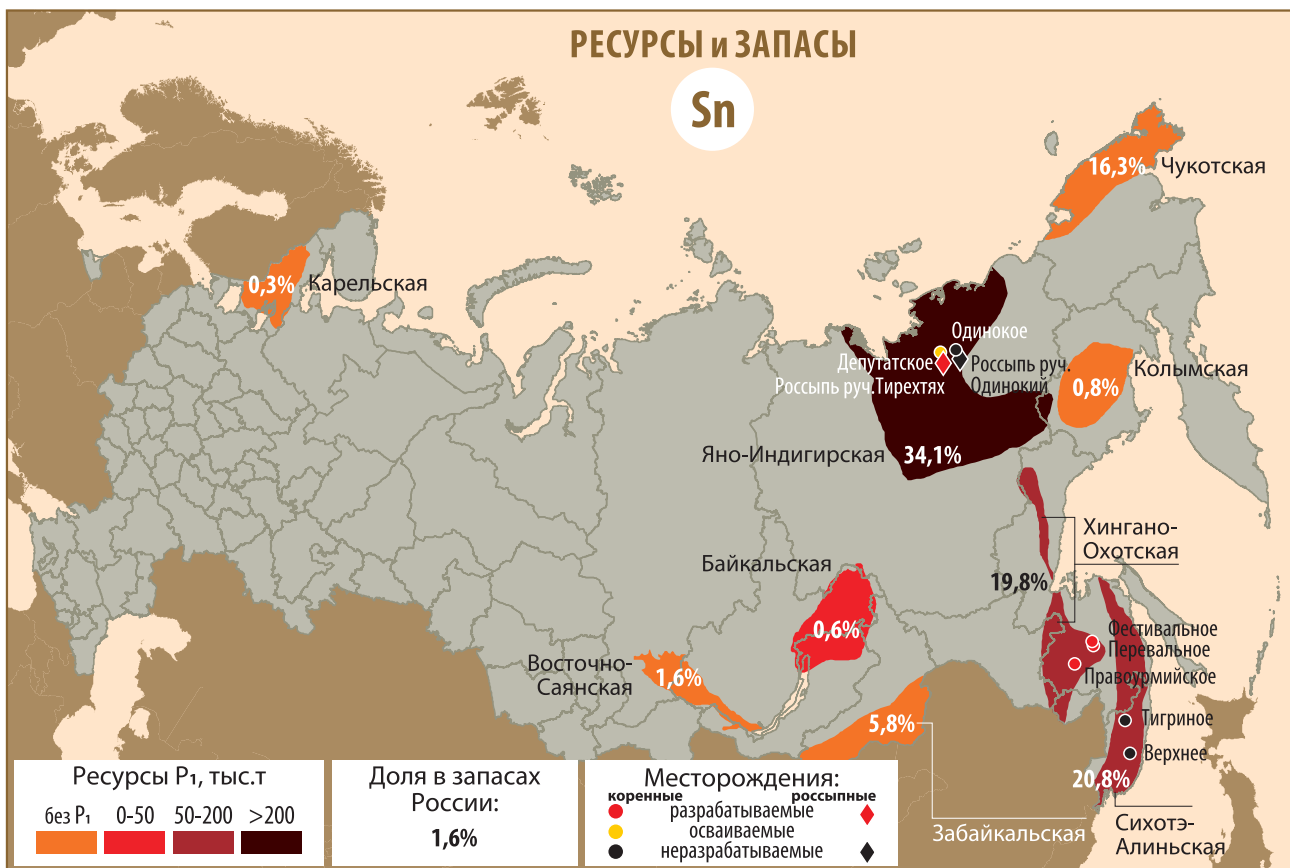 РЕСУРСЫ и ЗАПАСЫ
Sn
16,3%
Чукотская
0,3%
Карельская
Одинокое
Депутатское
Россыпь руч.
Россыпь руч.Тирехтях
Одинокий
Колымская
0,8%
Яно-Индигирская
34,1%
Хингано-
Охотская
19,8%
Байкальская
0,6%
Фестивальное
Перевальное
Правоурмийское
Восточно-
Саянская
1,6%
5,8%
Тигриное
Верхнее
20,8%
Забайкальская
Сихотэ-
Алиньская
Ресурсы P₁, тыс.т
без P₁
0-50
50-200
>200
Доля в запасах
России:
1,6%
Месторождения:
коренные
россыпные
разрабатываемые
осваиваемые
неразрабатываемые